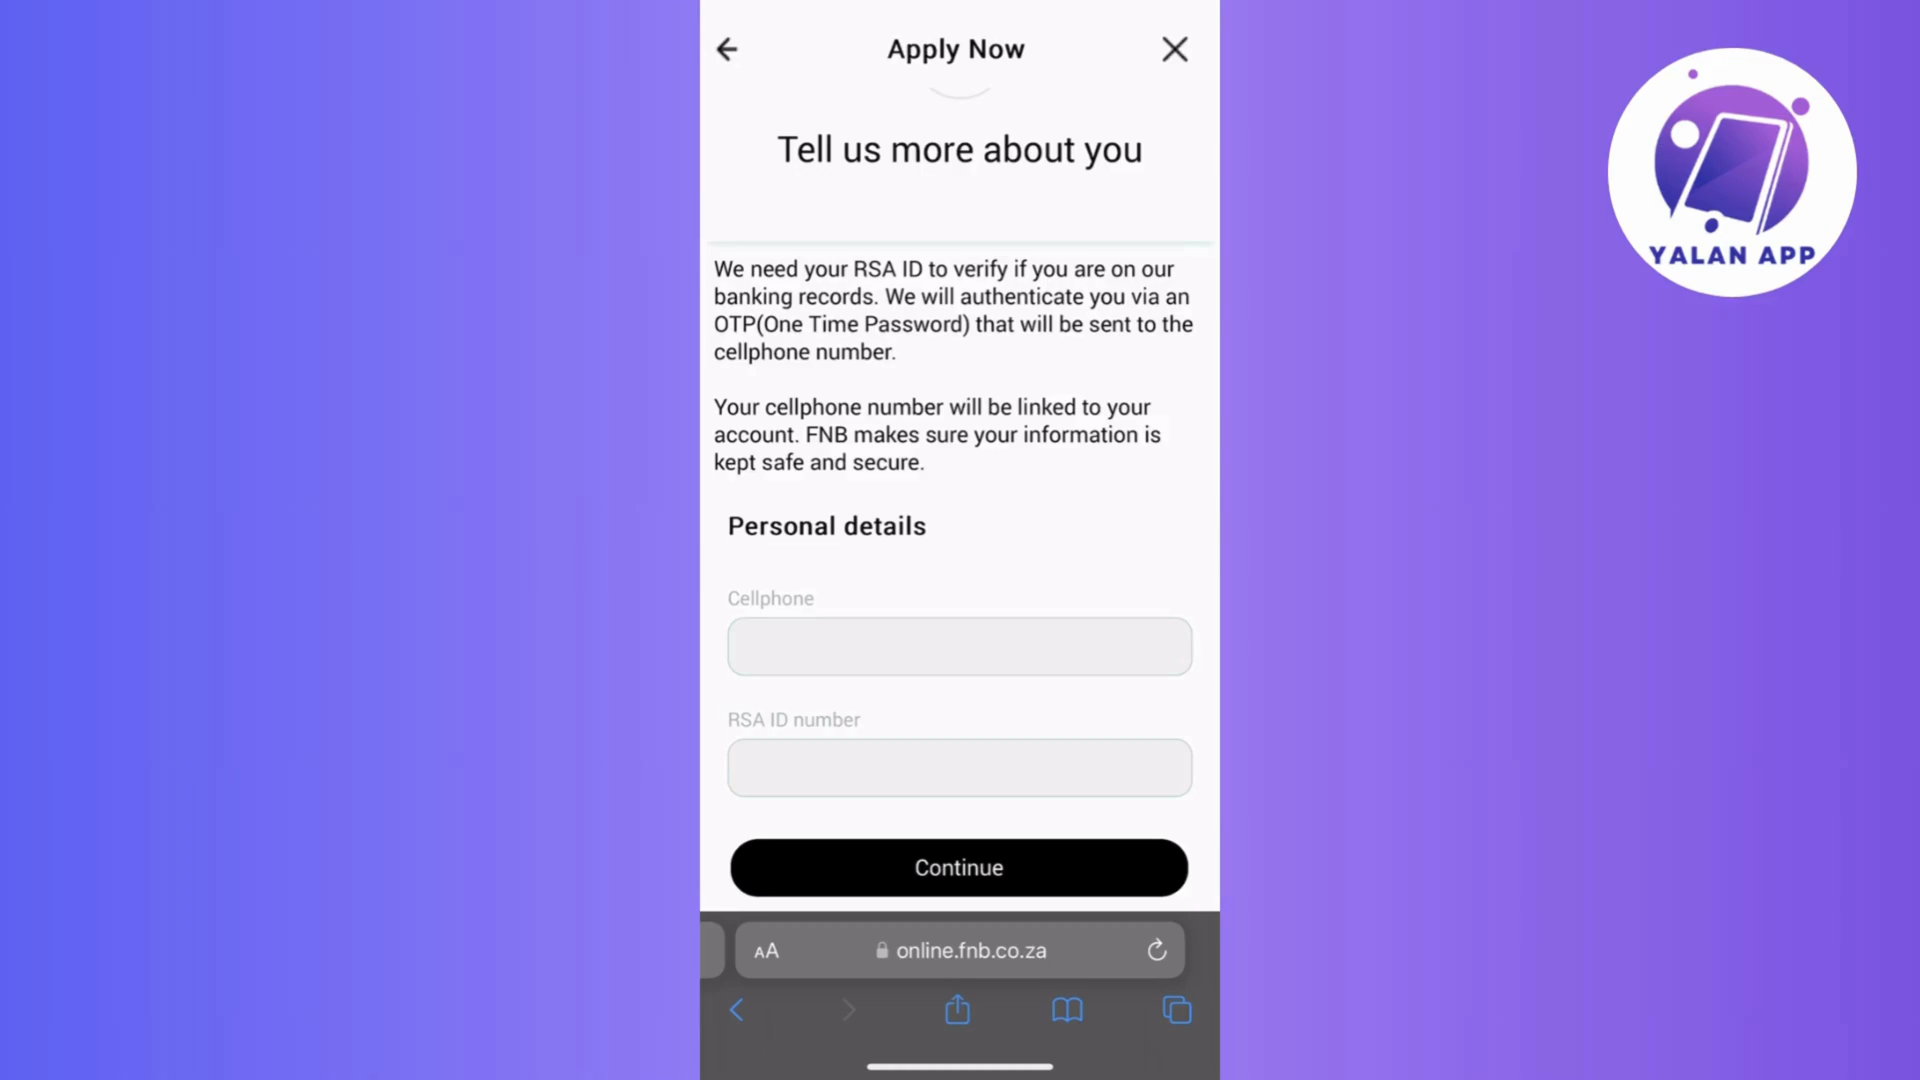 Apply Now
YALAN APP
Tell us more about you
We need your RSA ID to verify if you are on our
banking records. We will authenticate you via an
OTP(One Time Password) that will be sent to the
cellphone number.
Your cellphone number will be linked to your
account. FNB makes sure your information is
kept safe and secure.
Personal details
Cellphone
RSA ID number
Continue
AA
online.fnb.co.za